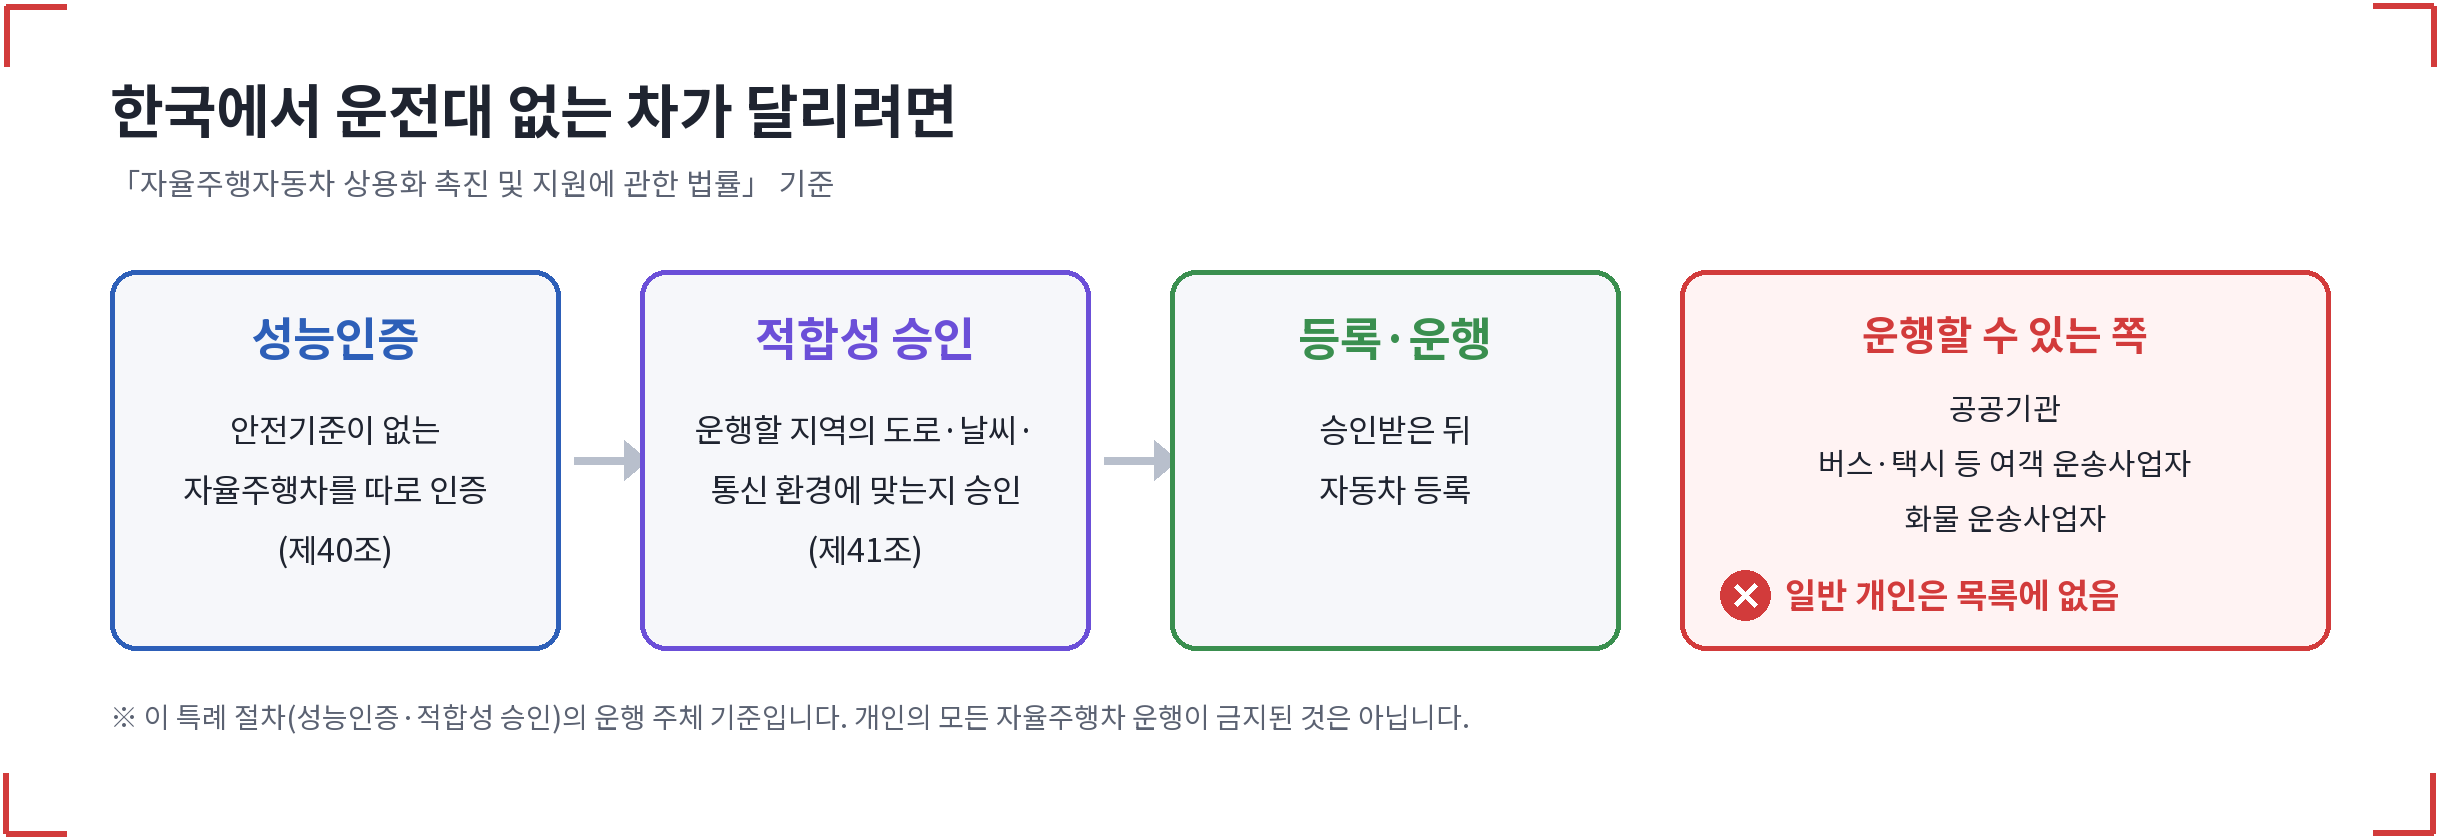 한국에서 운전대 없는 차가 달리려면
「자율주행자동차 상용화 촉진 및 지원에 관한 법률」 기준
성능인증
안전기준이 없는
자율주행차를 따로 인증
(제40조)
적합성 승인
운행할 지역의 도로·날씨·
통신 환경에 맞는지 승인
(제41조)
등록·운행
승인받은 뒤
자동차 등록
운행할 수 있는 쪽
공공기관
버스·택시 등 여객 운송사업자
화물 운송사업자
일반 개인은 목록에 없음
※ 이 특례 절차(성능인증·적합성 승인)의 운행 주체 기준입니다. 개인의 모든 자율주행차 운행이 금지된 것은 아닙니다.